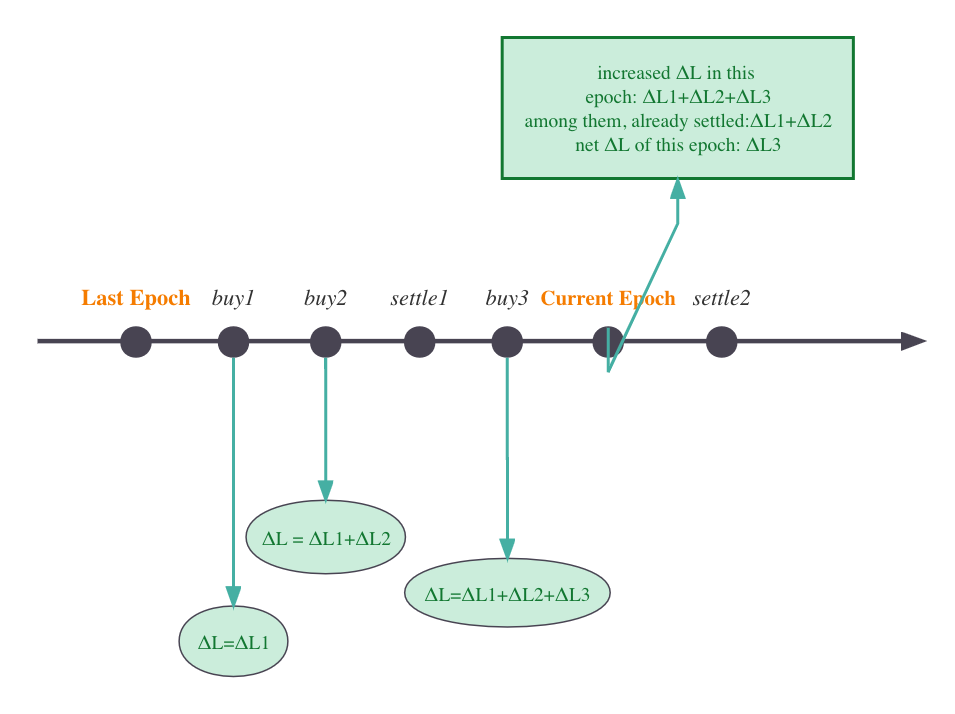 increased ΔL in this
epoch: ΔL1+ΔL2+ΔL3
among them, already settled:ΔL1+ΔL2
net ΔL of this epoch: ΔL3
Last Epoch buy1 buy2 settle1 buy3 Current Epoch settle2
ΔL = ΔL1+ΔL2
ΔL=ΔL1+ΔL2+ΔL3
ΔL=ΔL1